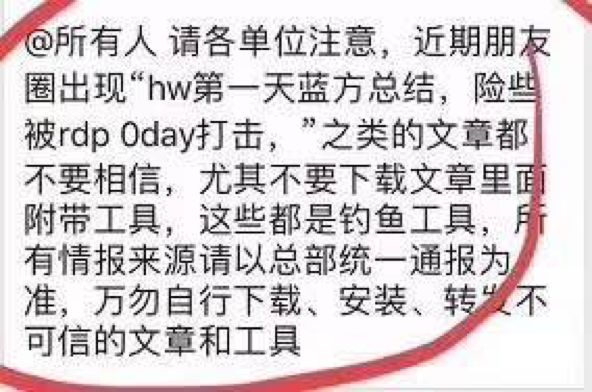 @所有人 请各单位注意，近期朋友
圈出现“hw第一天蓝方总结，险些
被rdp 0day打击，”之类的文章都
不要相信，尤其不要下载文章里面
附带工具，这些都是钓鱼工具，所
有情报来源请以总部统一通报为
准，万勿自行下载、安装、转发不
可信的文章和工具